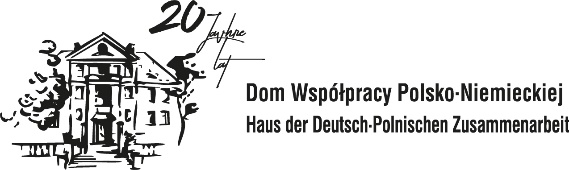 20 Jahre
lat
Dom Współpracy Polsko-Niemieckiej
Haus der Deutsch-Polnischen Zusammenarbeit